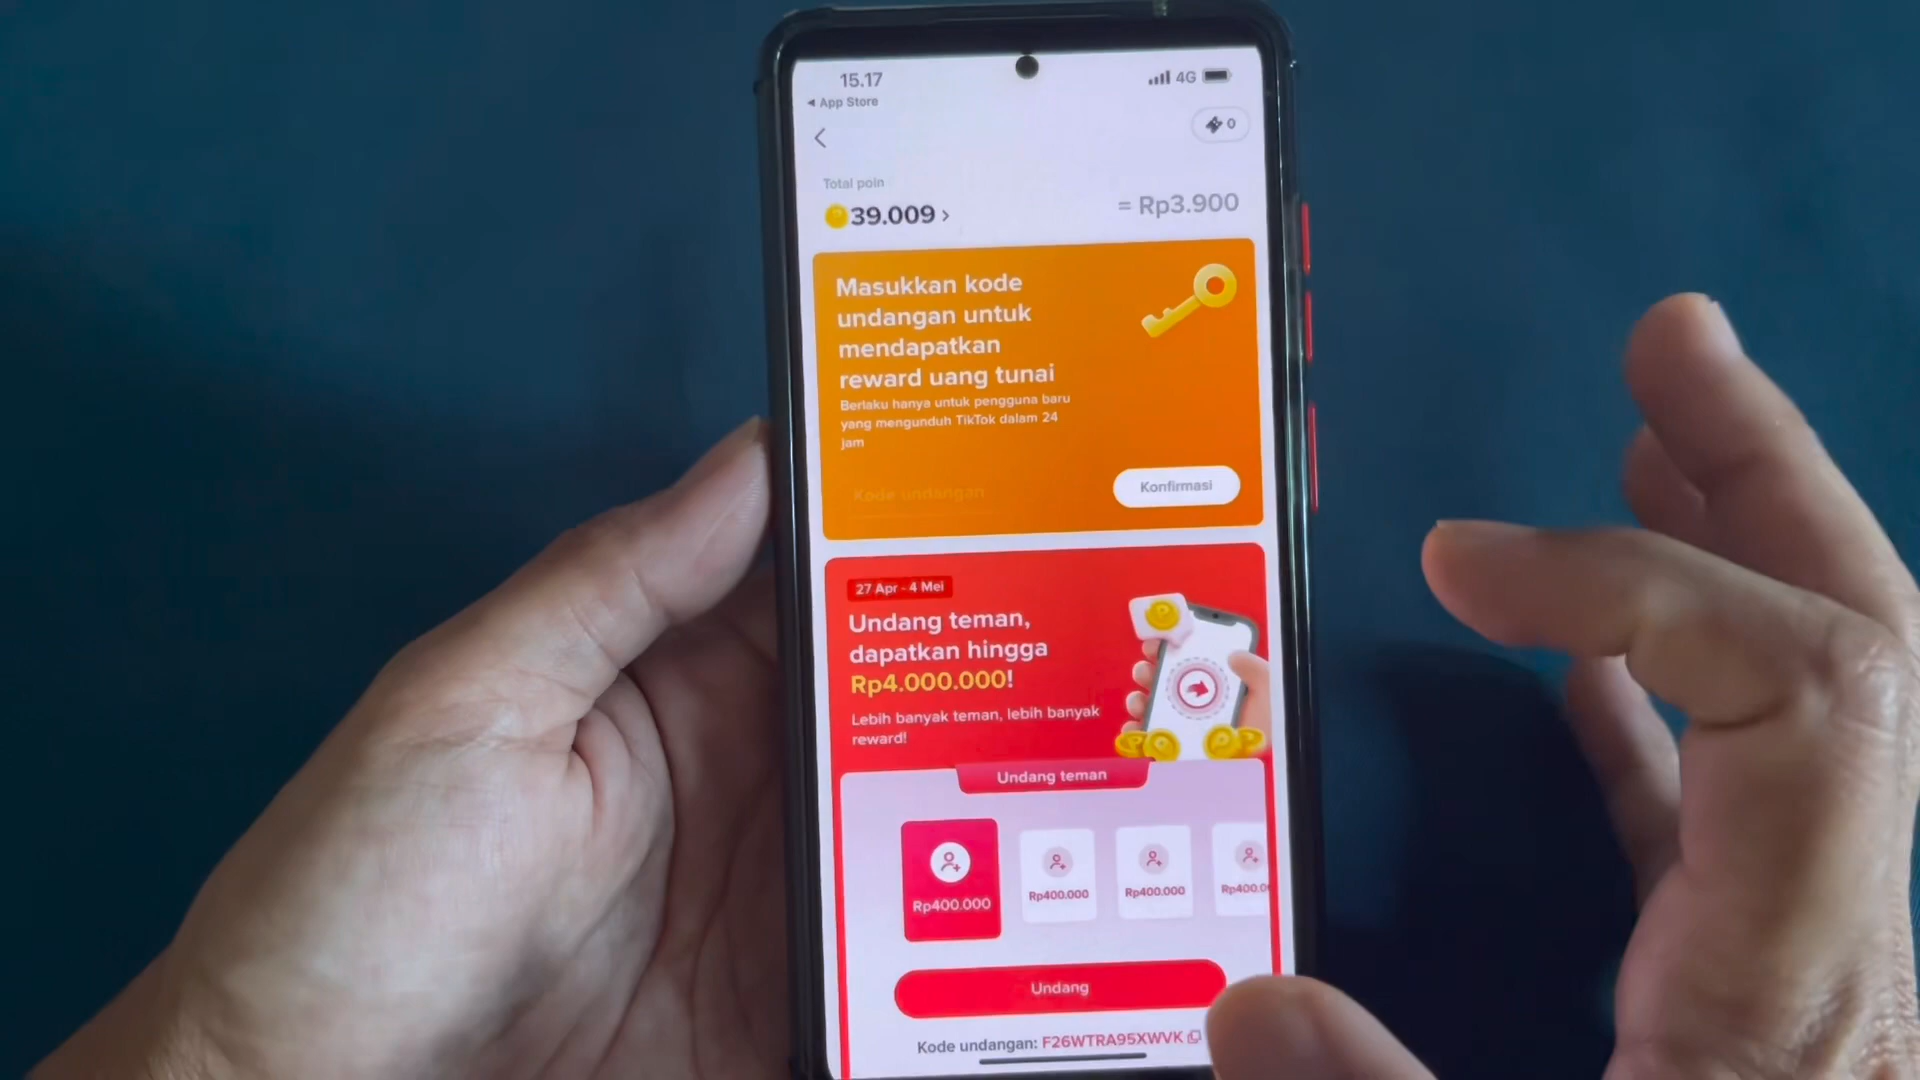 15.17
4G
◄ App Store
0
Total poin
39.009 >
= Rp3.900
Masukkan kode
undangan untuk
mendapatkan
reward uang tunai
Berlaku hanya untuk pengguna baru
yang mengunduh TikTok dalam 24
jam
Kode undangan
Konfirmasi
27 Apr - 4 Mei
Undang teman,
dapatkan hingga
Rp4.000.000!
Lebih banyak teman, lebih banyak
reward!
Undang teman
Rp400.000
Rp400.000
Rp400.000
Rp400.0
Undang
Kode undangan: F26WTRA95XWVK